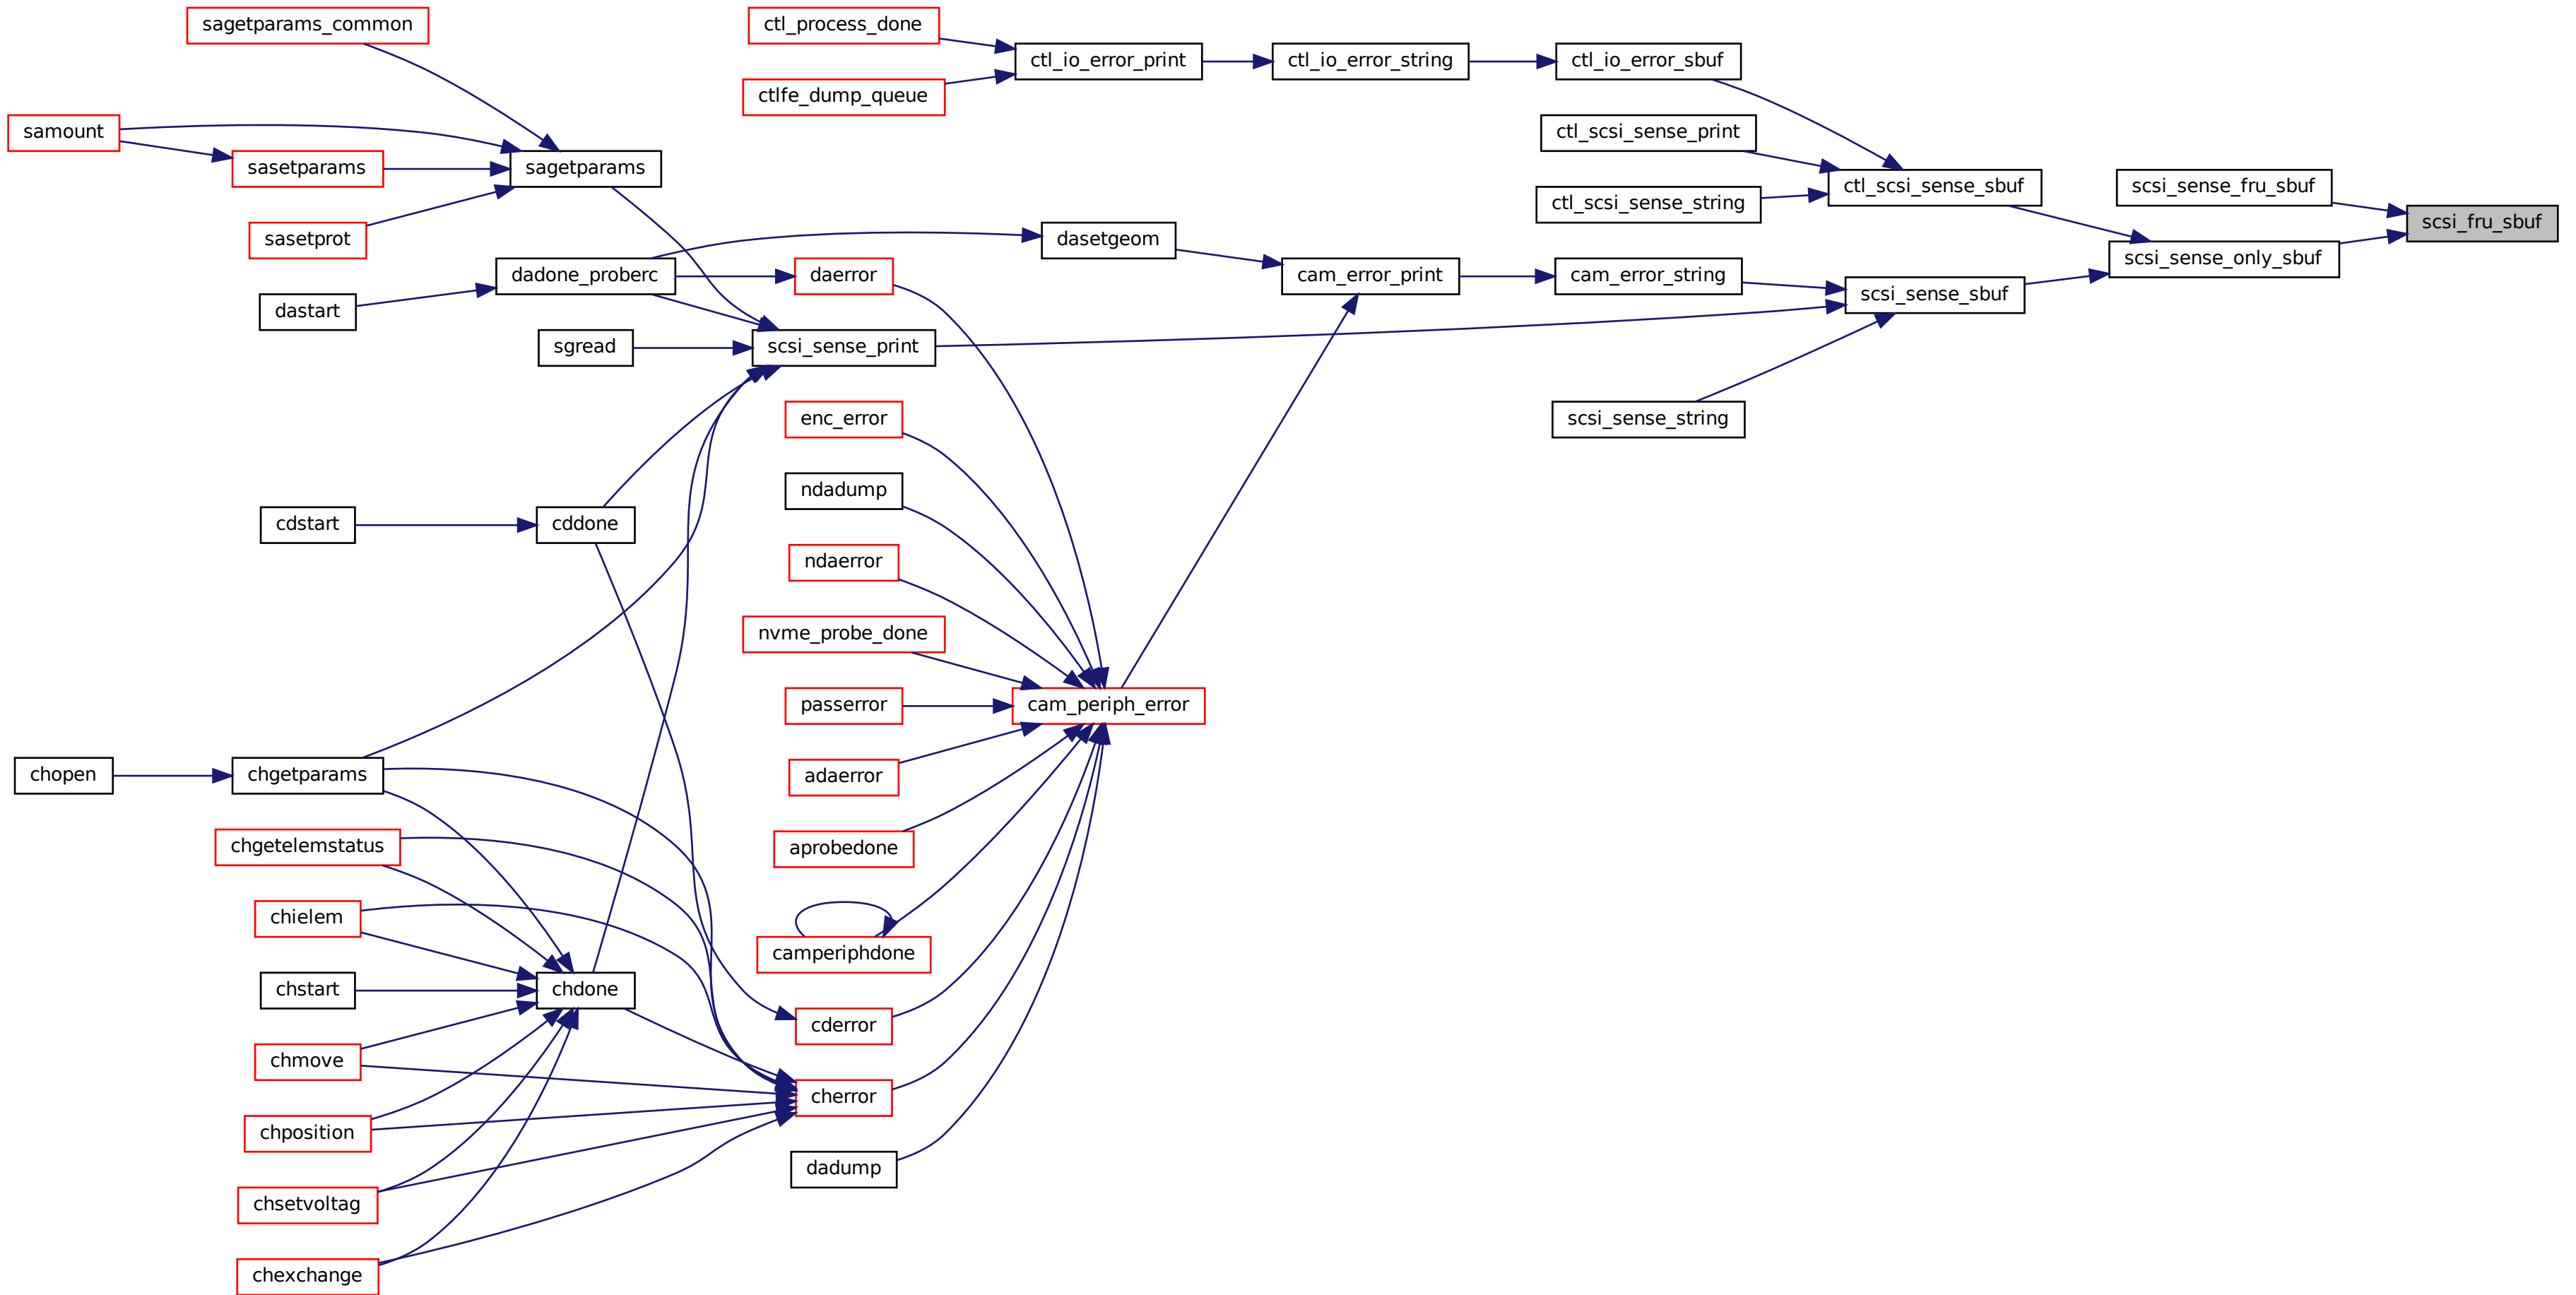 sagetparams_common
ctl_process_done
ctl_io_error_print
ctl_io_error_string
ctl_io_error_sbuf
ctlfe_dump_queue
samount
ctl_scsi_sense_print
sasetparams
sagetparams
ctl_scsi_sense_sbuf
scsi_sense_fru_sbuf
ctl_scsi_sense_string
scsi_fru_sbuf
sasetprot
dasetgeom
scsi_sense_only_sbuf
dadone_proberc
daerror
cam_error_print
cam_error_string
scsi_sense_sbuf
dastart
sgread
scsi_sense_print
enc_error
scsi_sense_string
ndadump
cdstart
cddone
ndaerror
nvme_probe_done
passerror
cam_periph_error
chopen
chgetparams
adaerror
chgetelemstatus
aprobedone
chielem
camperiphdone
chstart
chdone
cderror
chmove
cherror
chposition
dadump
chsetvoltag
chexchange